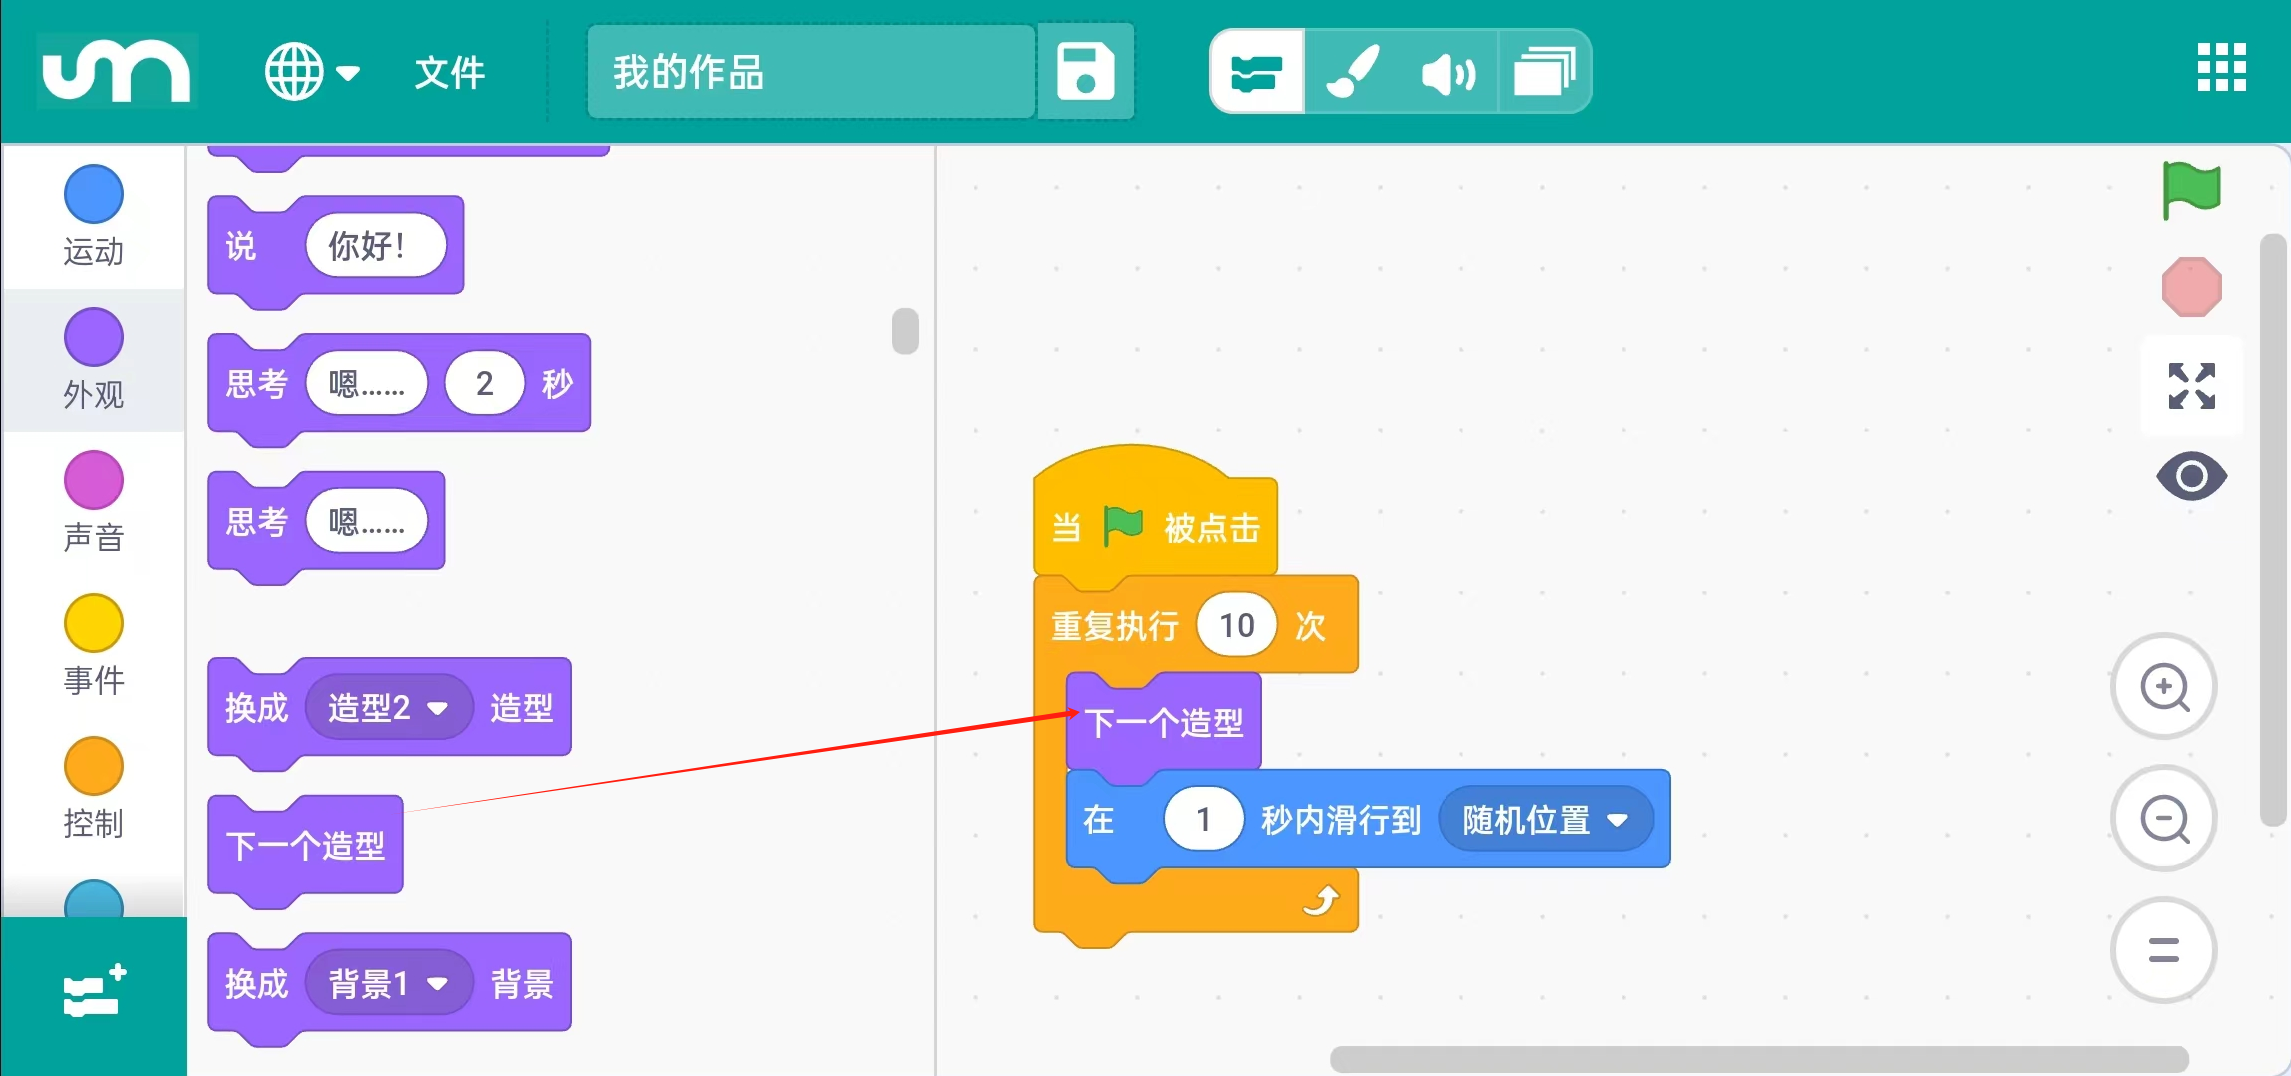 um
文件
我的作品
运动
外观
声音
事件
控制
说 你好！
思考 嗯…… 2 秒
思考 嗯……
换成 造型2 造型
下一个造型
换成 背景1 背景
当 被点击
重复执行 10 次
下一个造型
在 1 秒内滑行到 随机位置